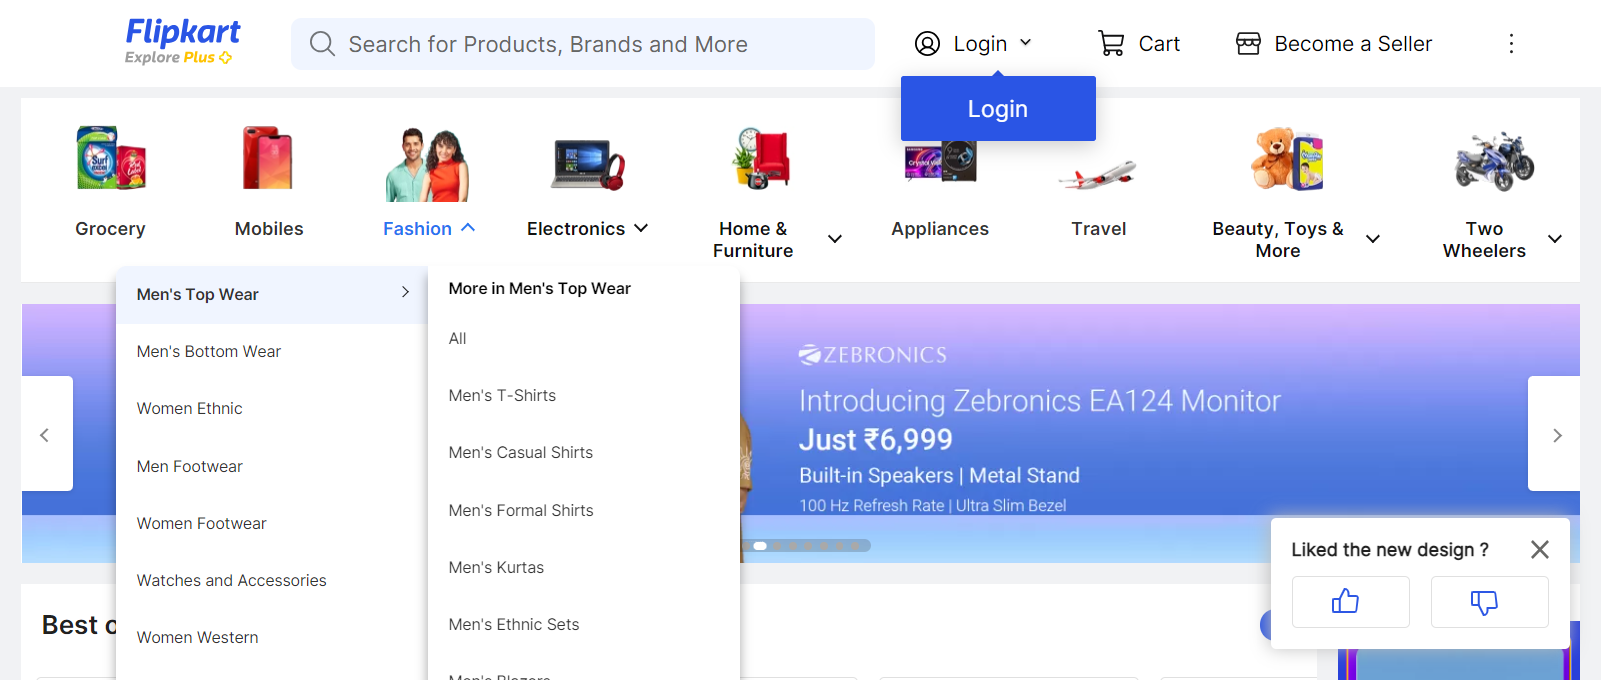 Flipkart
Explore Plus
Search for Products, Brands and More
Login
Cart
Become a Seller
Login
Surf excel
Grocery
Mobiles
Fashion
Electronics
Home & Furniture
Appliances
Travel
Beauty, Toys & More
Two Wheelers
Men's Top Wear
Men's Bottom Wear
Women Ethnic
Men Footwear
Women Footwear
Watches and Accessories
Women Western
More in Men's Top Wear
All
Men's T-Shirts
Men's Casual Shirts
Men's Formal Shirts
Men's Kurtas
Men's Ethnic Sets
Men's Blazers
ZEBRONICS
Introducing Zebronics EA124 Monitor
Just ₹6,999
Built-in Speakers | Metal Stand
100 Hz Refresh Rate | Ultra Slim Bezel
Liked the new design ?
Best